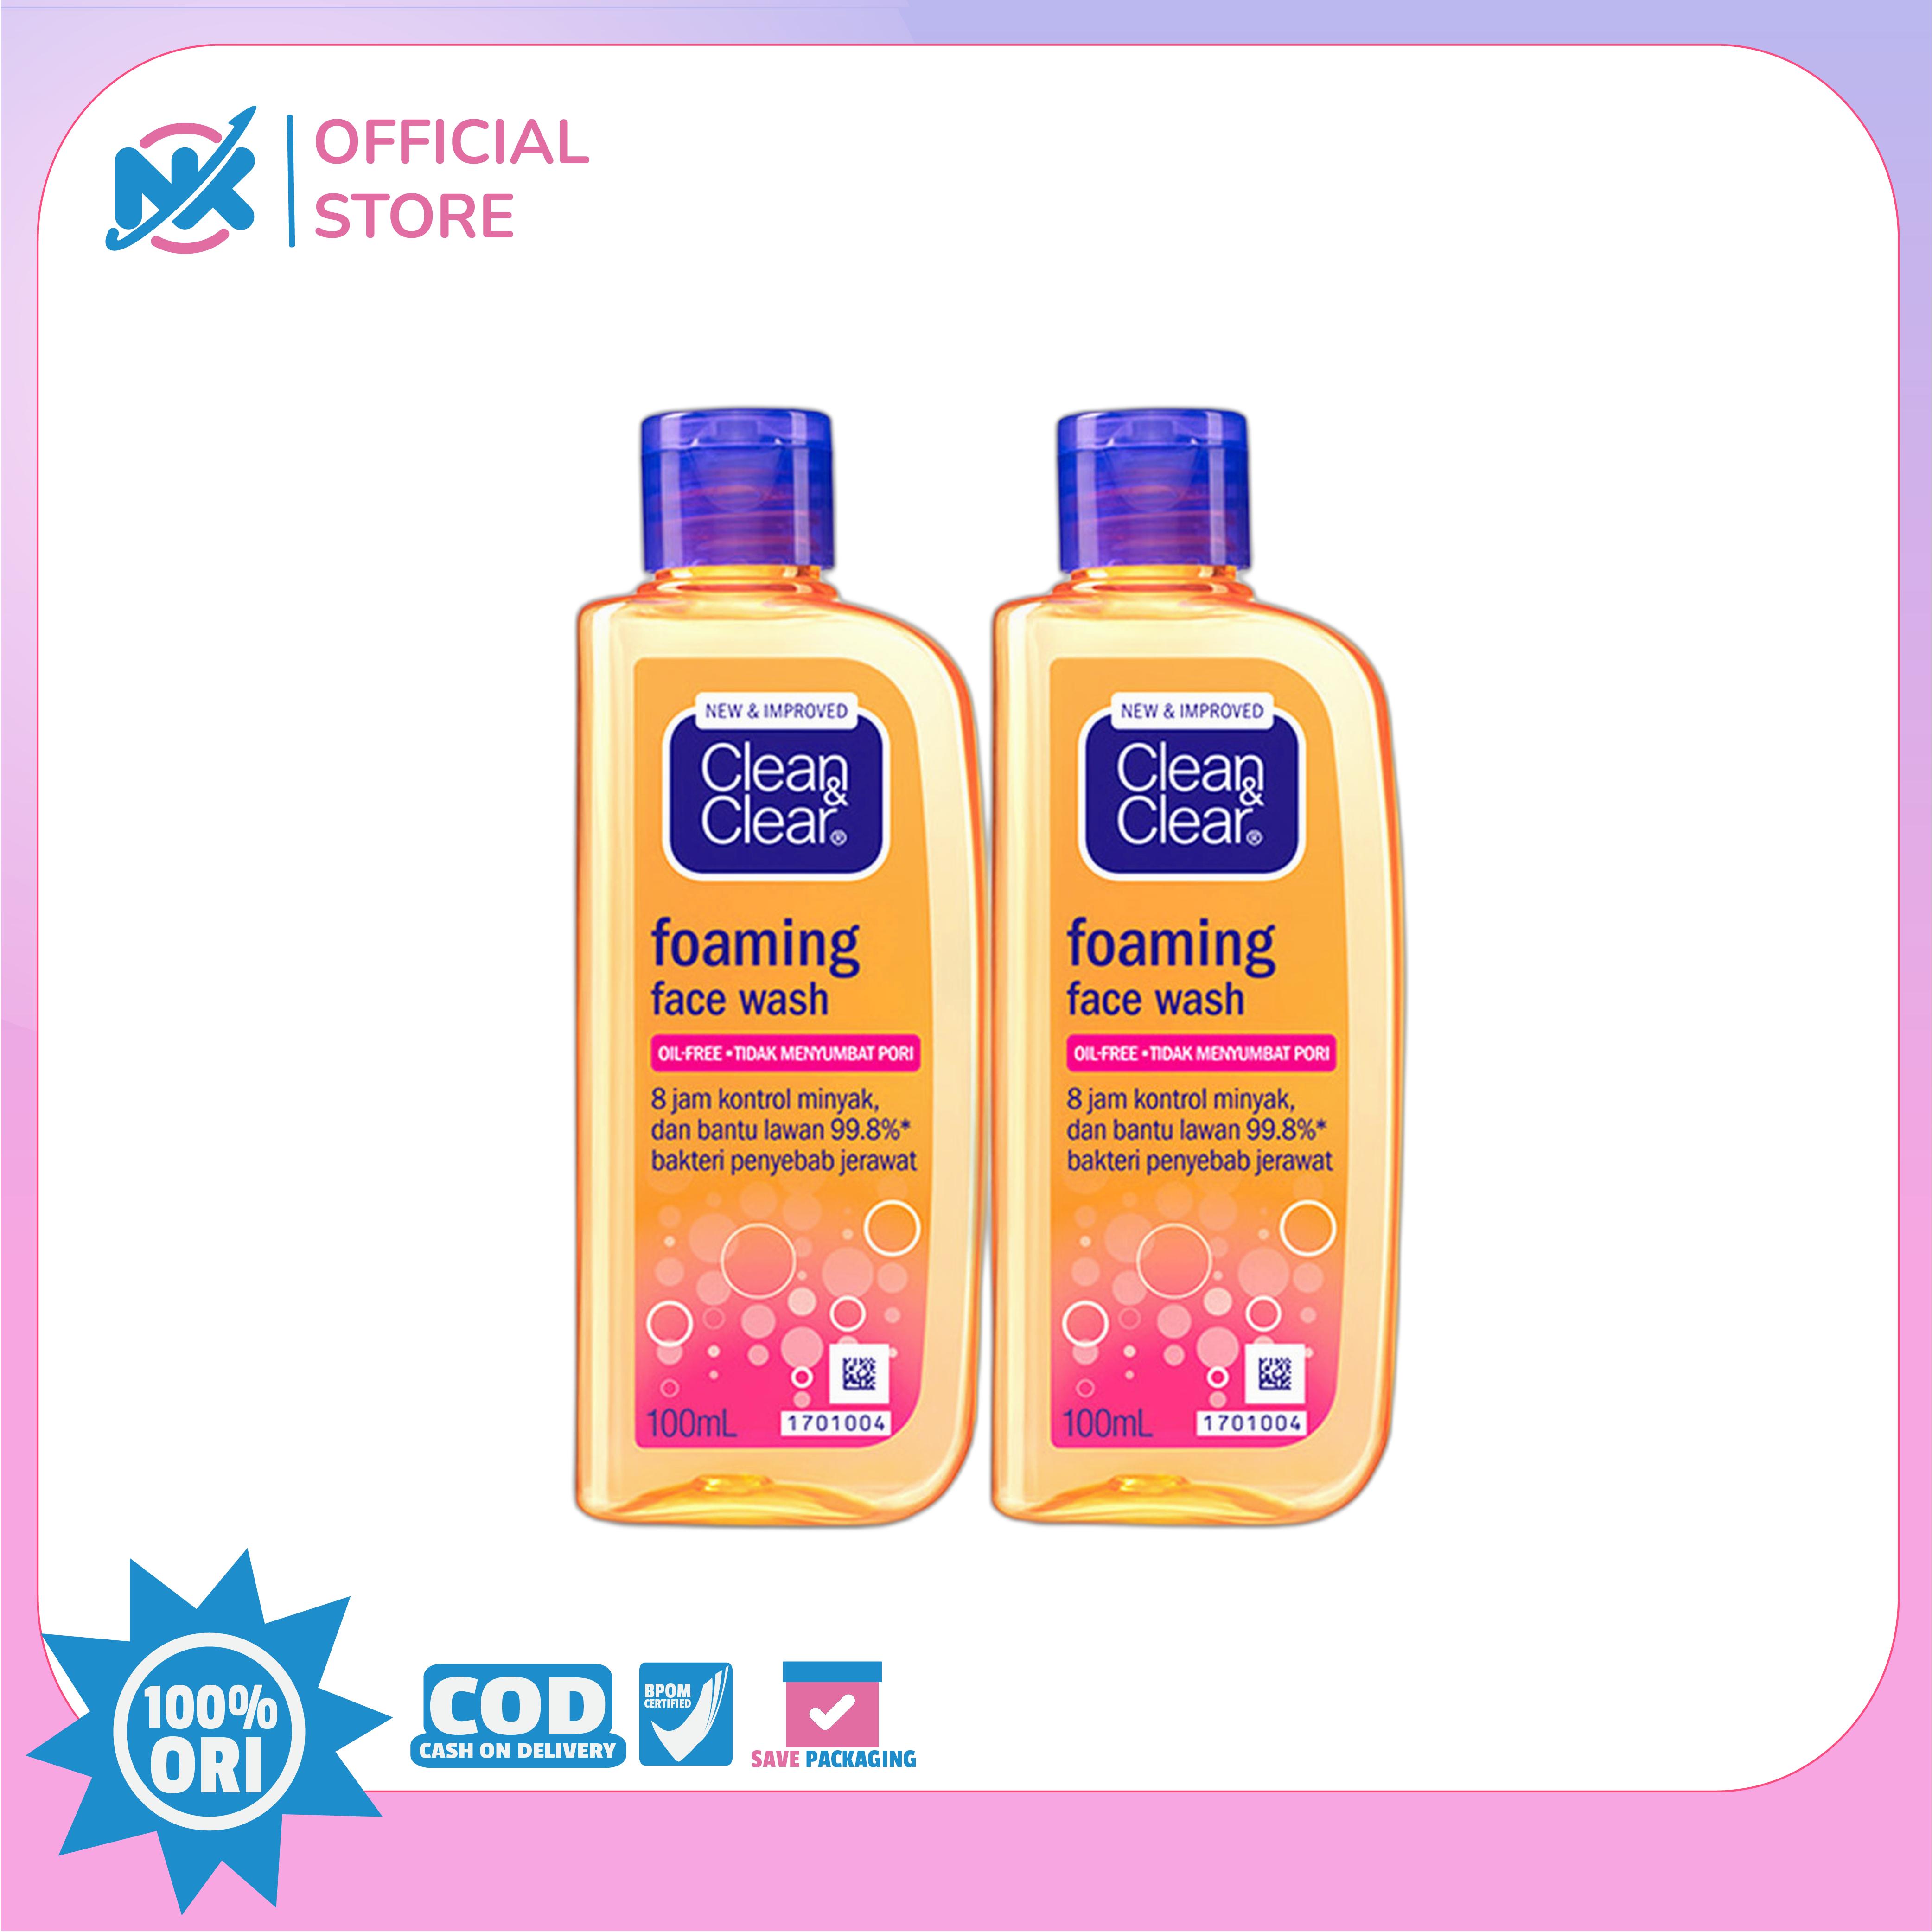 NK
OFFICIAL
STORE
NEW & IMPROVED
Clean
&
Clear®
foaming
face wash
OIL-FREE • TIDAK MENYUMBAT PORI
8 jam kontrol minyak,
dan bantu lawan 99.8%*
bakteri penyebab jerawat
100mL
1701004
NEW & IMPROVED
Clean
&
Clear®
foaming
face wash
OIL-FREE • TIDAK MENYUMBAT PORI
8 jam kontrol minyak,
dan bantu lawan 99.8%*
bakteri penyebab jerawat
100mL
1701004
100%
ORI
COD
CASH ON DELIVERY
BPOM
CERTIFIED
SAVE PACKAGING